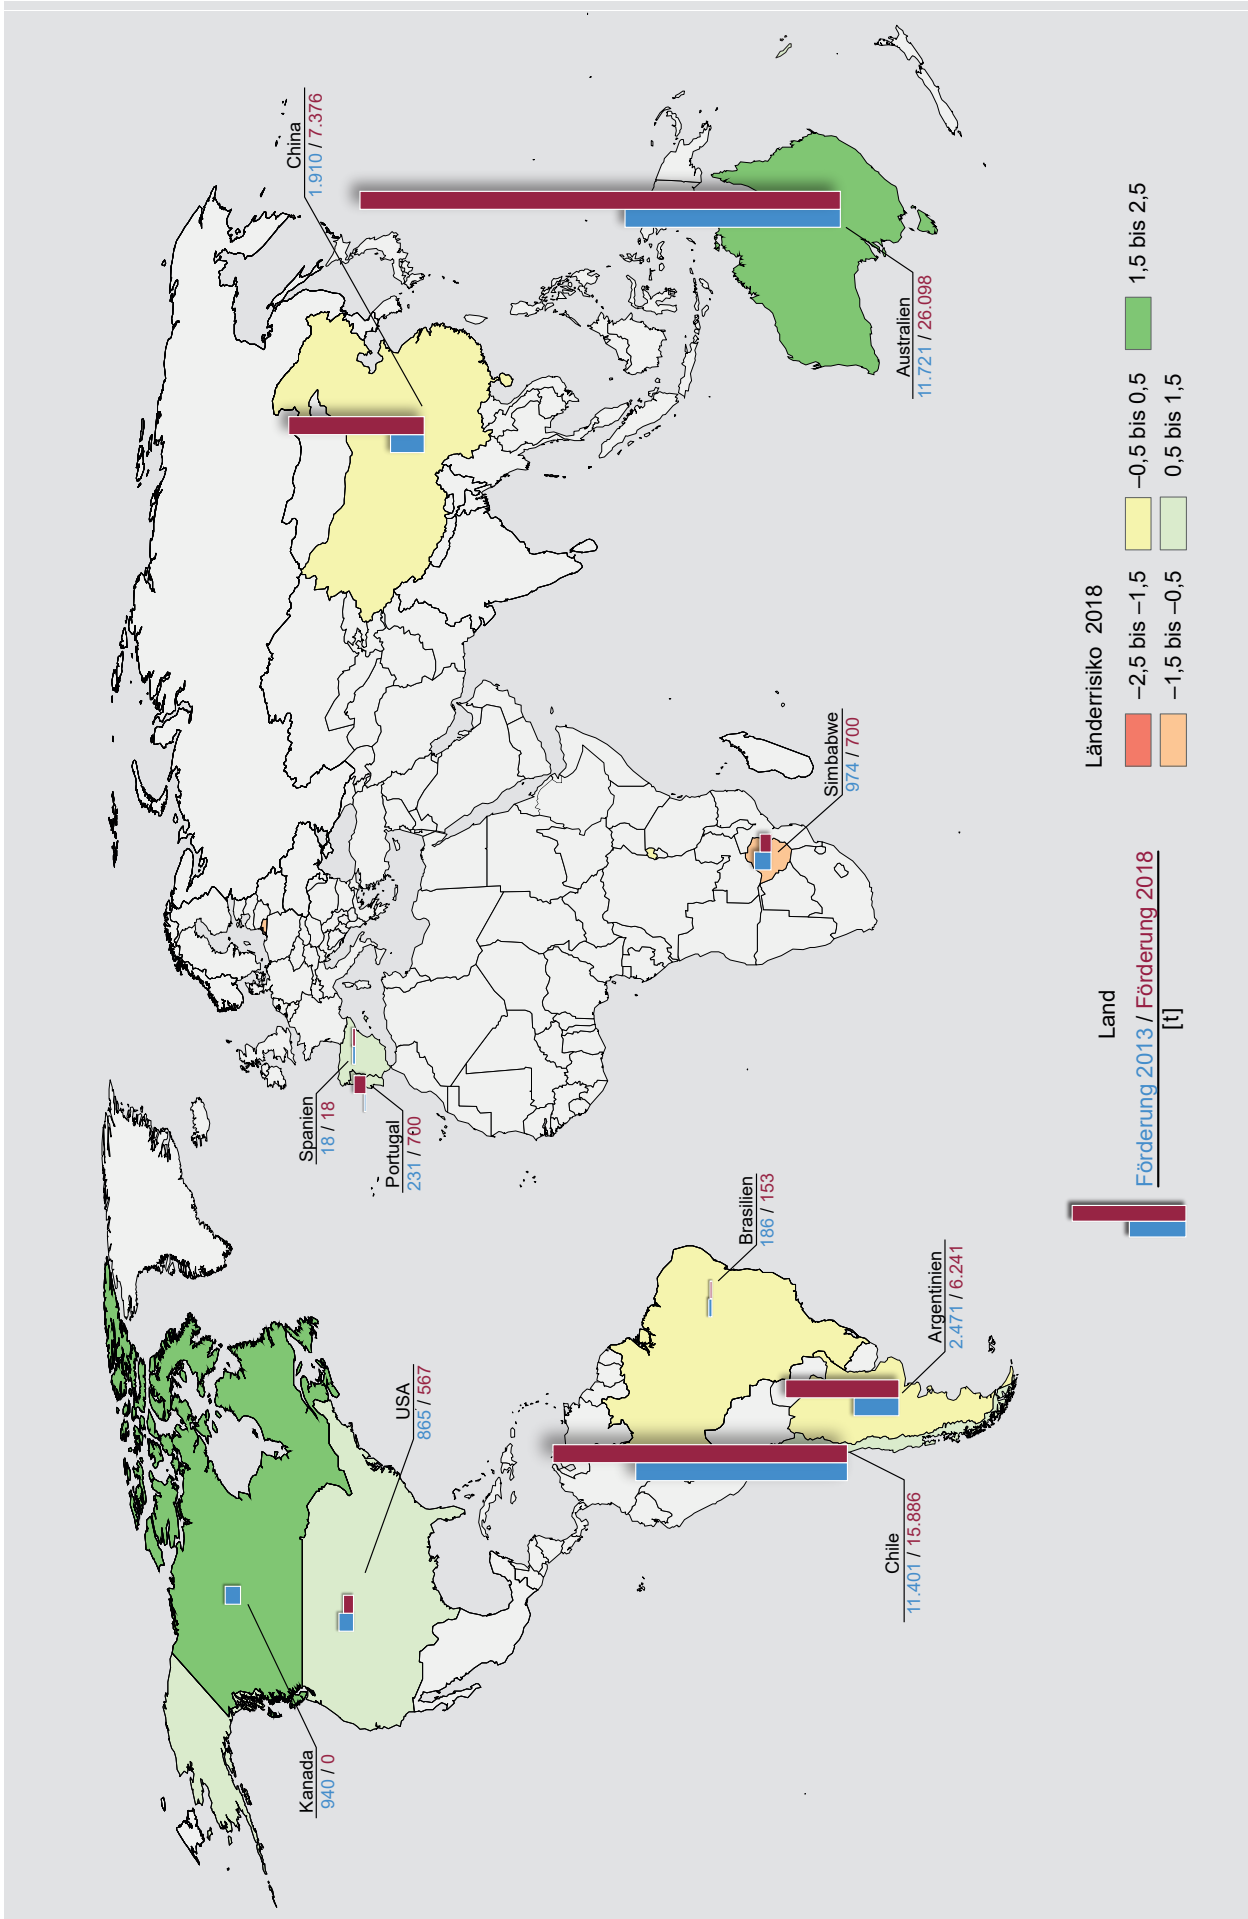 Kanada
940 / 0
USA
865 / 567
Spanien
18 / 18
Portugal
231 / 700
China
1.910 / 7.376
Brasilien
186 / 153
Argentinien
2.471 / 6.241
Chile
11.401 / 15.886
Simbabwe
974 / 700
Australien
11.721 / 26.098
Land
Förderung 2013 / Förderung 2018
[t]
Länderrisiko 2018
−2,5 bis −1,5
−0,5 bis 0,5
1,5 bis 2,5
−1,5 bis −0,5
0,5 bis 1,5